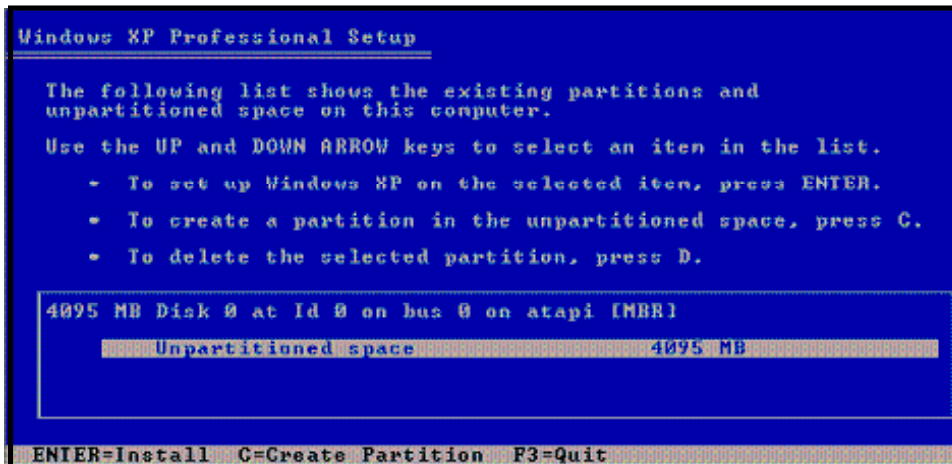 Windows XP Professional Setup
The following list shows the existing partitions and
unpartitioned space on this computer.
Use the UP and DOWN ARROW keys to select an item in the list.
• To set up Windows XP on the selected item, press ENTER.
• To create a partition in the unpartitioned space, press C.
• To delete the selected partition, press D.
4095 MB Disk 0 at Id 0 on bus 0 on atapi [MBR]
Unpartitioned space 4095 MB
ENTER=Install C=Create Partition F3=Quit